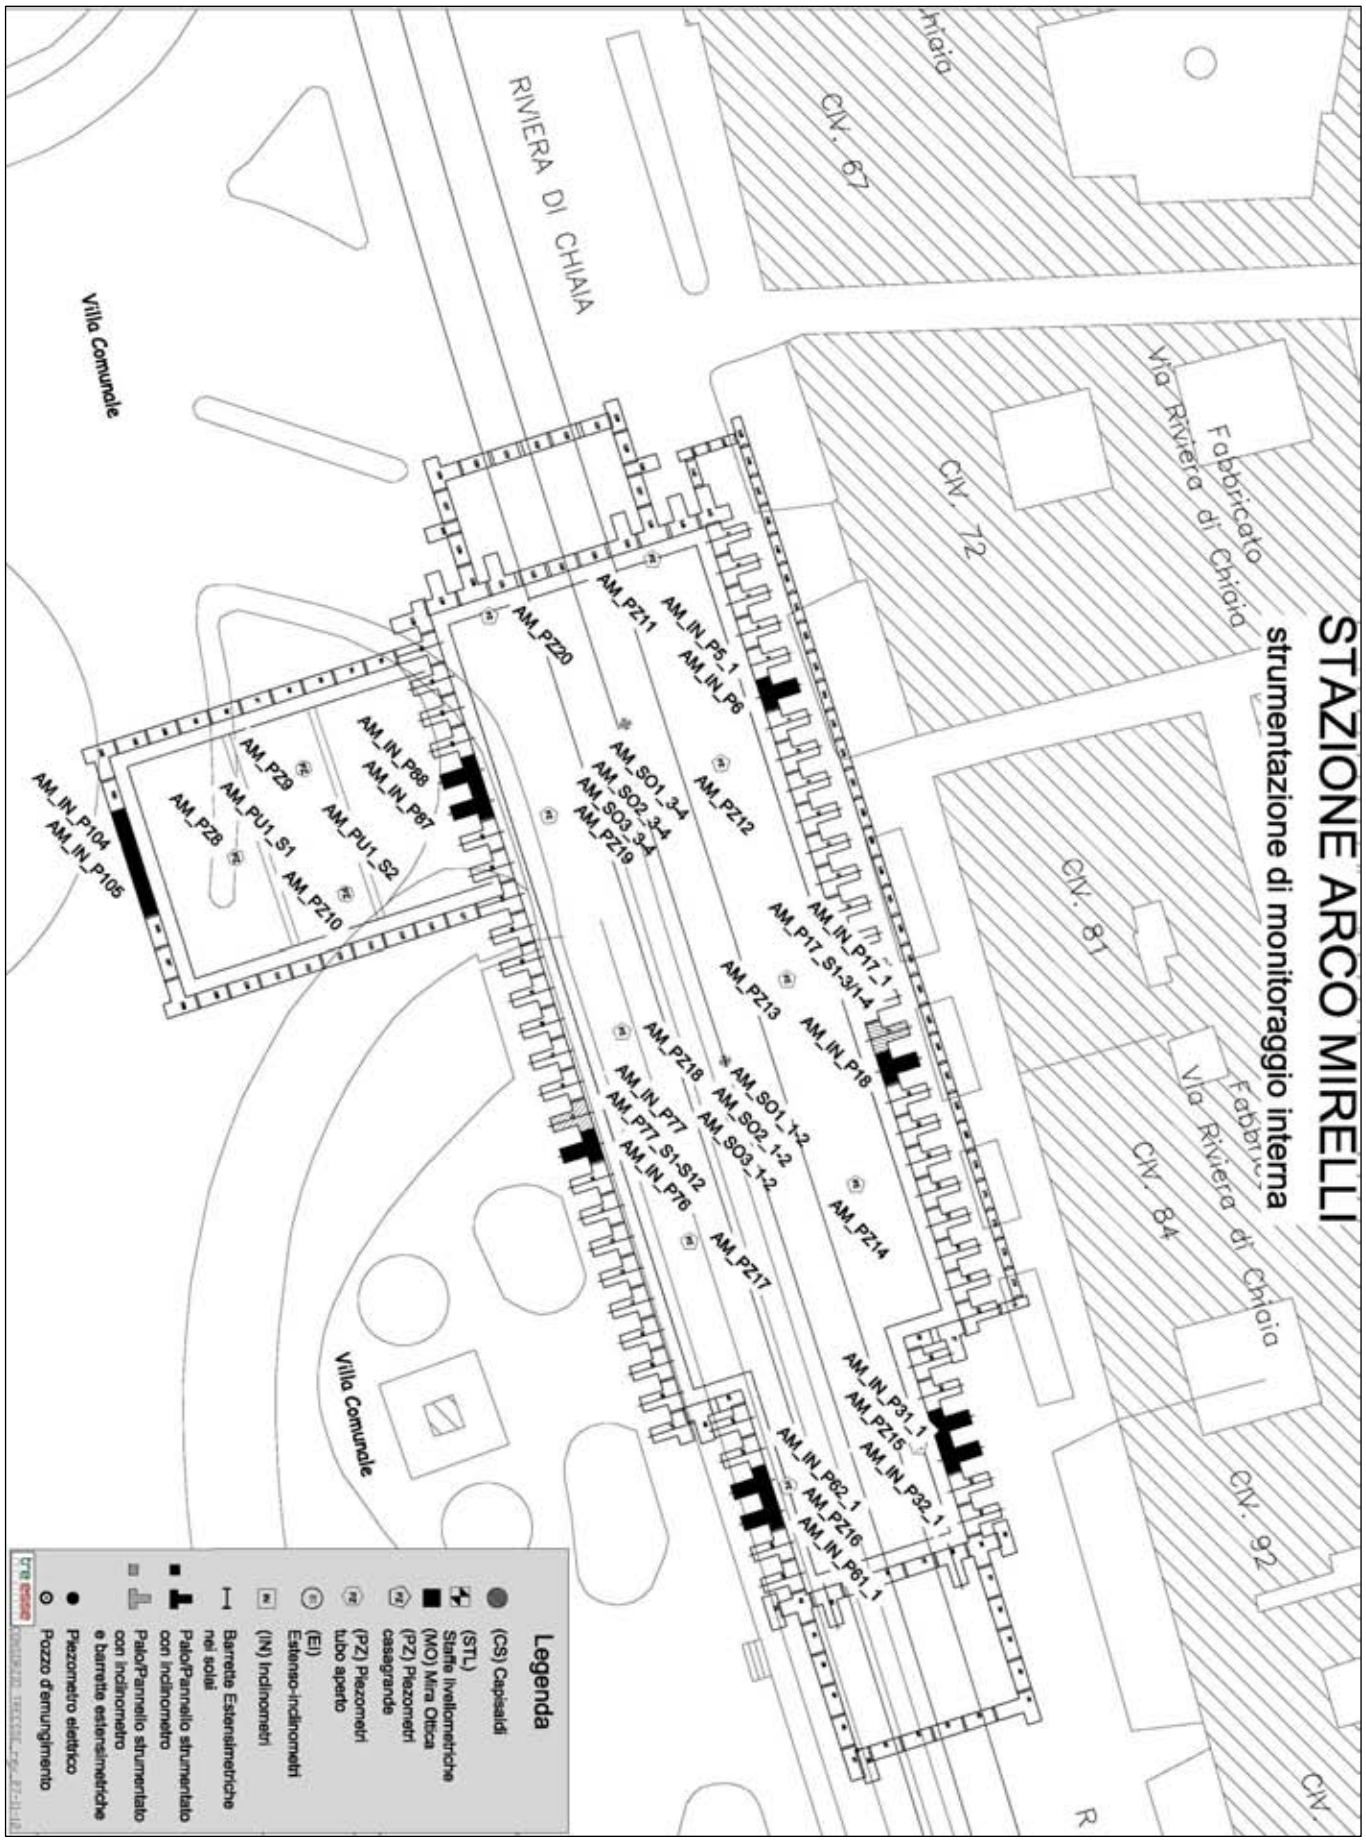 STAZIONE ARCO MIRELLI
strumentazione di monitoraggio interna
hiaia
CIV. 67
RIVIERA DI CHIAIA
Villa Comunale
Fabbricato
Via Riviera di Chiaia
CIV. 72
CIV. 81
Via Riviera di Chiaia
CIV. 84
CIV. 92
CIV.
R
AM_PZ11
AM_PZ20
AM_IN_P5_1
AM_IN_P6
AM_SO1_3-4
AM_SO2_3-4
AM_SO3_3-4
AM_PZ19
AM_PZ12
AM_IN_P88
AM_IN_P87
AM_PZ9
AM_PU1_S1
AM_PU1_S2
AM_PZ8
AM_PZ10
AM_IN_P104
AM_IN_P105
AM_IN_P17_1
AM_P17_S1-3/1-4
AM_PZ13
AM_IN_P18
AM_PZ18
AM_SO1_1-2
AM_SO2_1-2
AM_SO3_1-2
AM_IN_P77
AM_P77_S1-S12
AM_IN_P76
AM_PZ14
AM_PZ17
AM_IN_P31_1
AM_PZ15
AM_IN_P32_1
AM_IN_P62_1
AM_PZ16
AM_IN_P61_1
Villa Comunale
Legenda
(CS) Capisaldi
(STL)
Staffe livellometriche
(MO) Mira Ottica
(PZ) Piezometri
casagrande
(PZ) Piezometri
tubo aperto
(EI)
Estenso-inclinometri
(IN) Inclinometri
Barrette Estensimetriche
nei solai
Palo/Pannello strumentato
con inclinometro
Palo/Pannello strumentato
con inclinometro
e barrette estensimetriche
Piezometro elettrico
Pozzo d'emungimento
tre esse